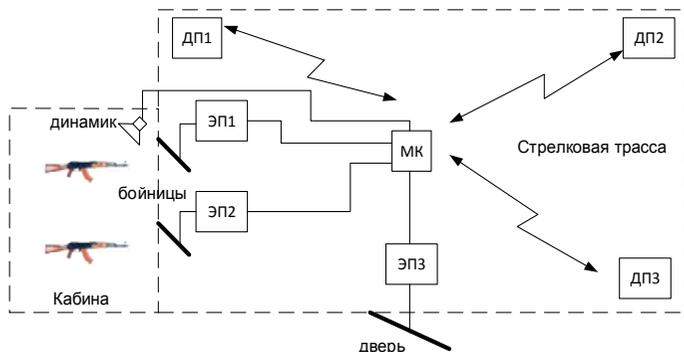 ДП1
ДП2
динамик
ЭП1
МК
Стрелковая трасса
бойницы
ЭП2
ЭП3
ДП3
Кабина
дверь